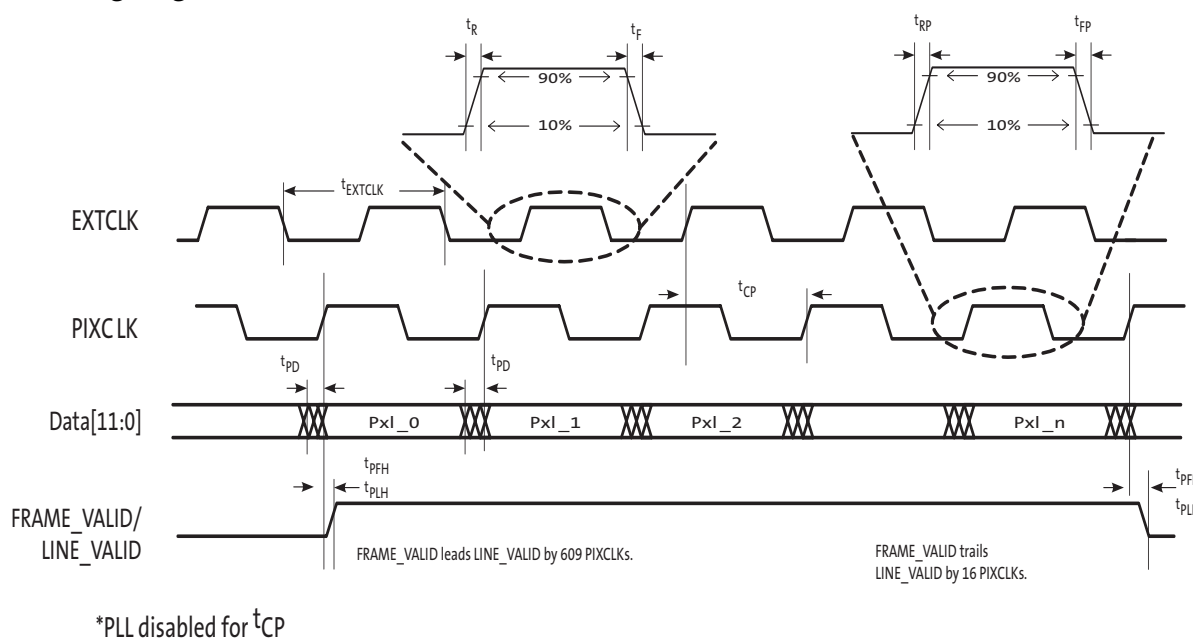 tR
tF
tRP
tFP
90%
90%
10%
10%
tEXTCLK
EXTCLK
tCP
PIXCLK
tPD
tPD
Data[11:0]
Pxl_0
Pxl_1
Pxl_2
Pxl_n
tPFH
tPLH
FRAME_VALID/
LINE_VALID
FRAME_VALID leads LINE_VALID by 609 PIXCLKs.
FRAME_VALID trails
LINE_VALID by 16 PIXCLKs.
*PLL disabled for tCP